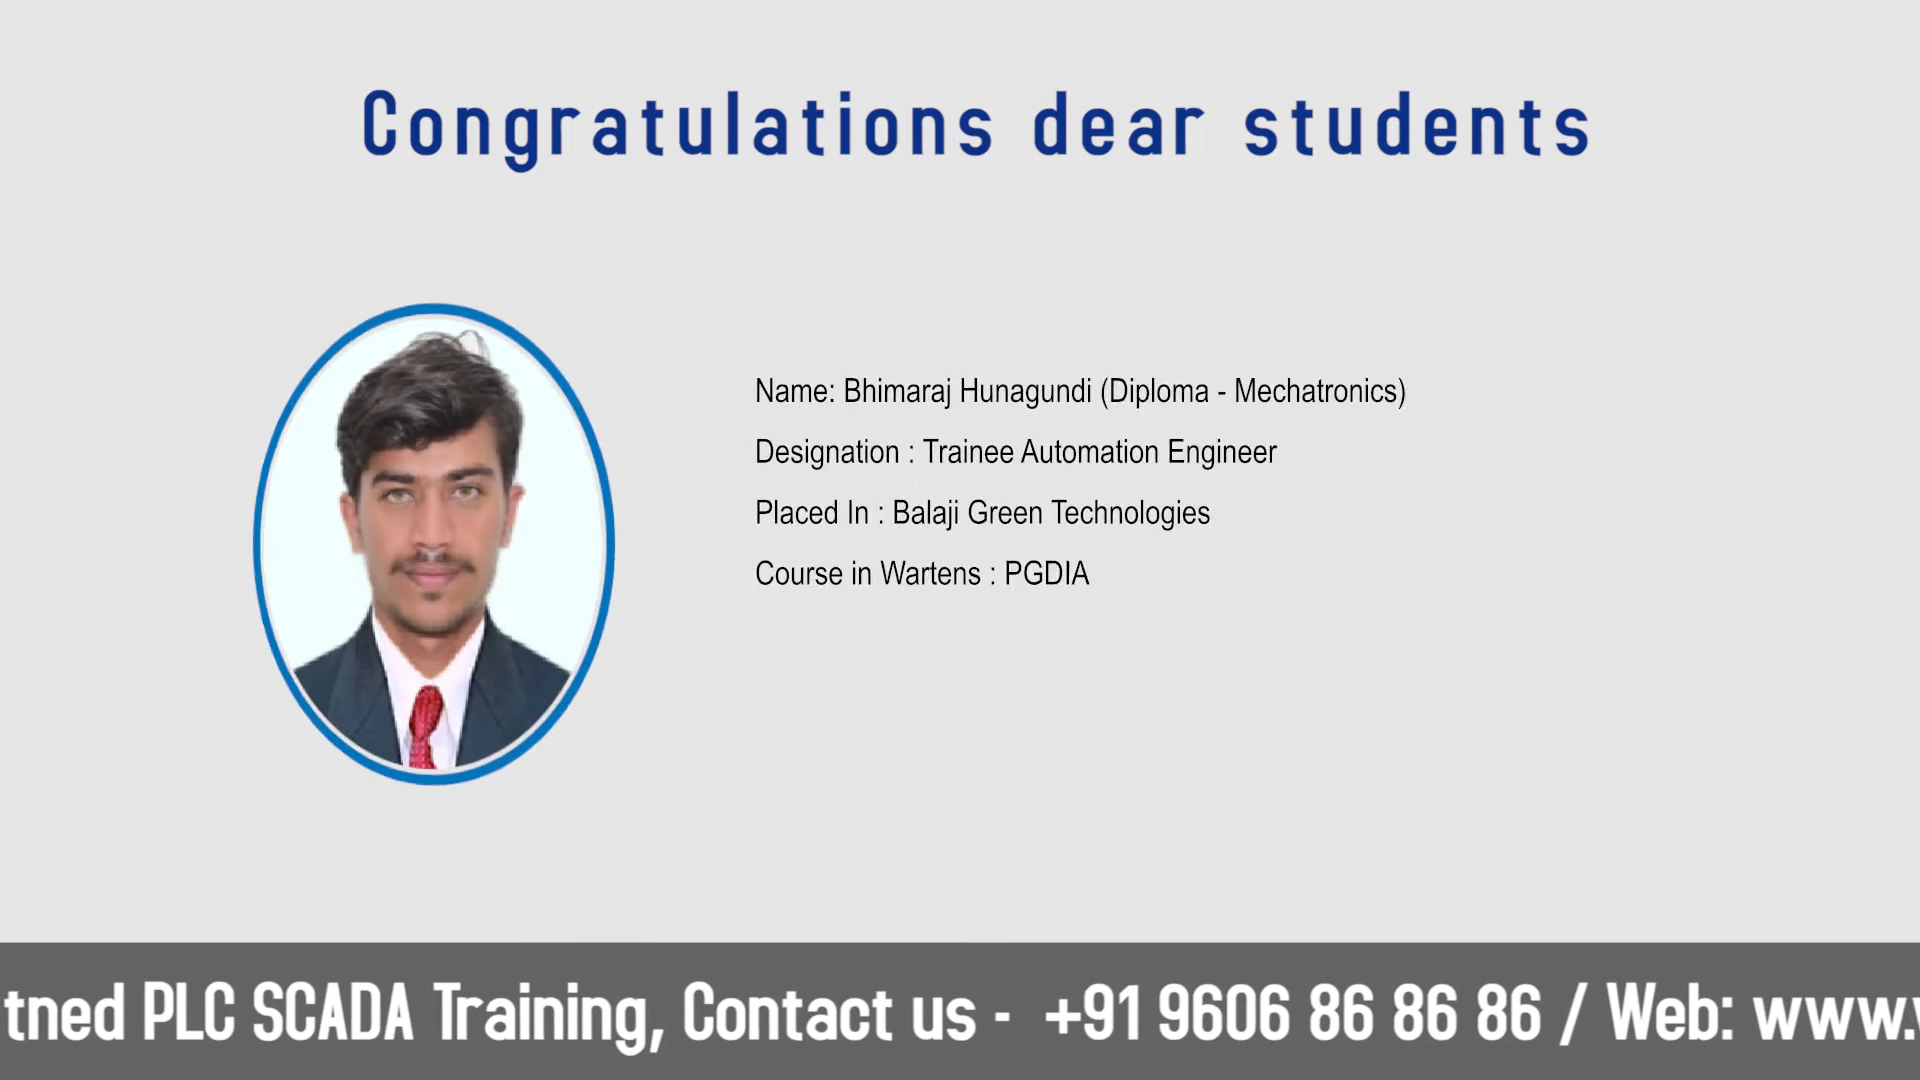 Congratulations dear students
Name: Bhimaraj Hunagundi (Diploma - Mechatronics)
Designation : Trainee Automation Engineer
Placed In : Balaji Green Technologies
Course in Wartens : PGDIA
tned PLC SCADA Training, Contact us - +91 9606 86 86 86 / Web: www.